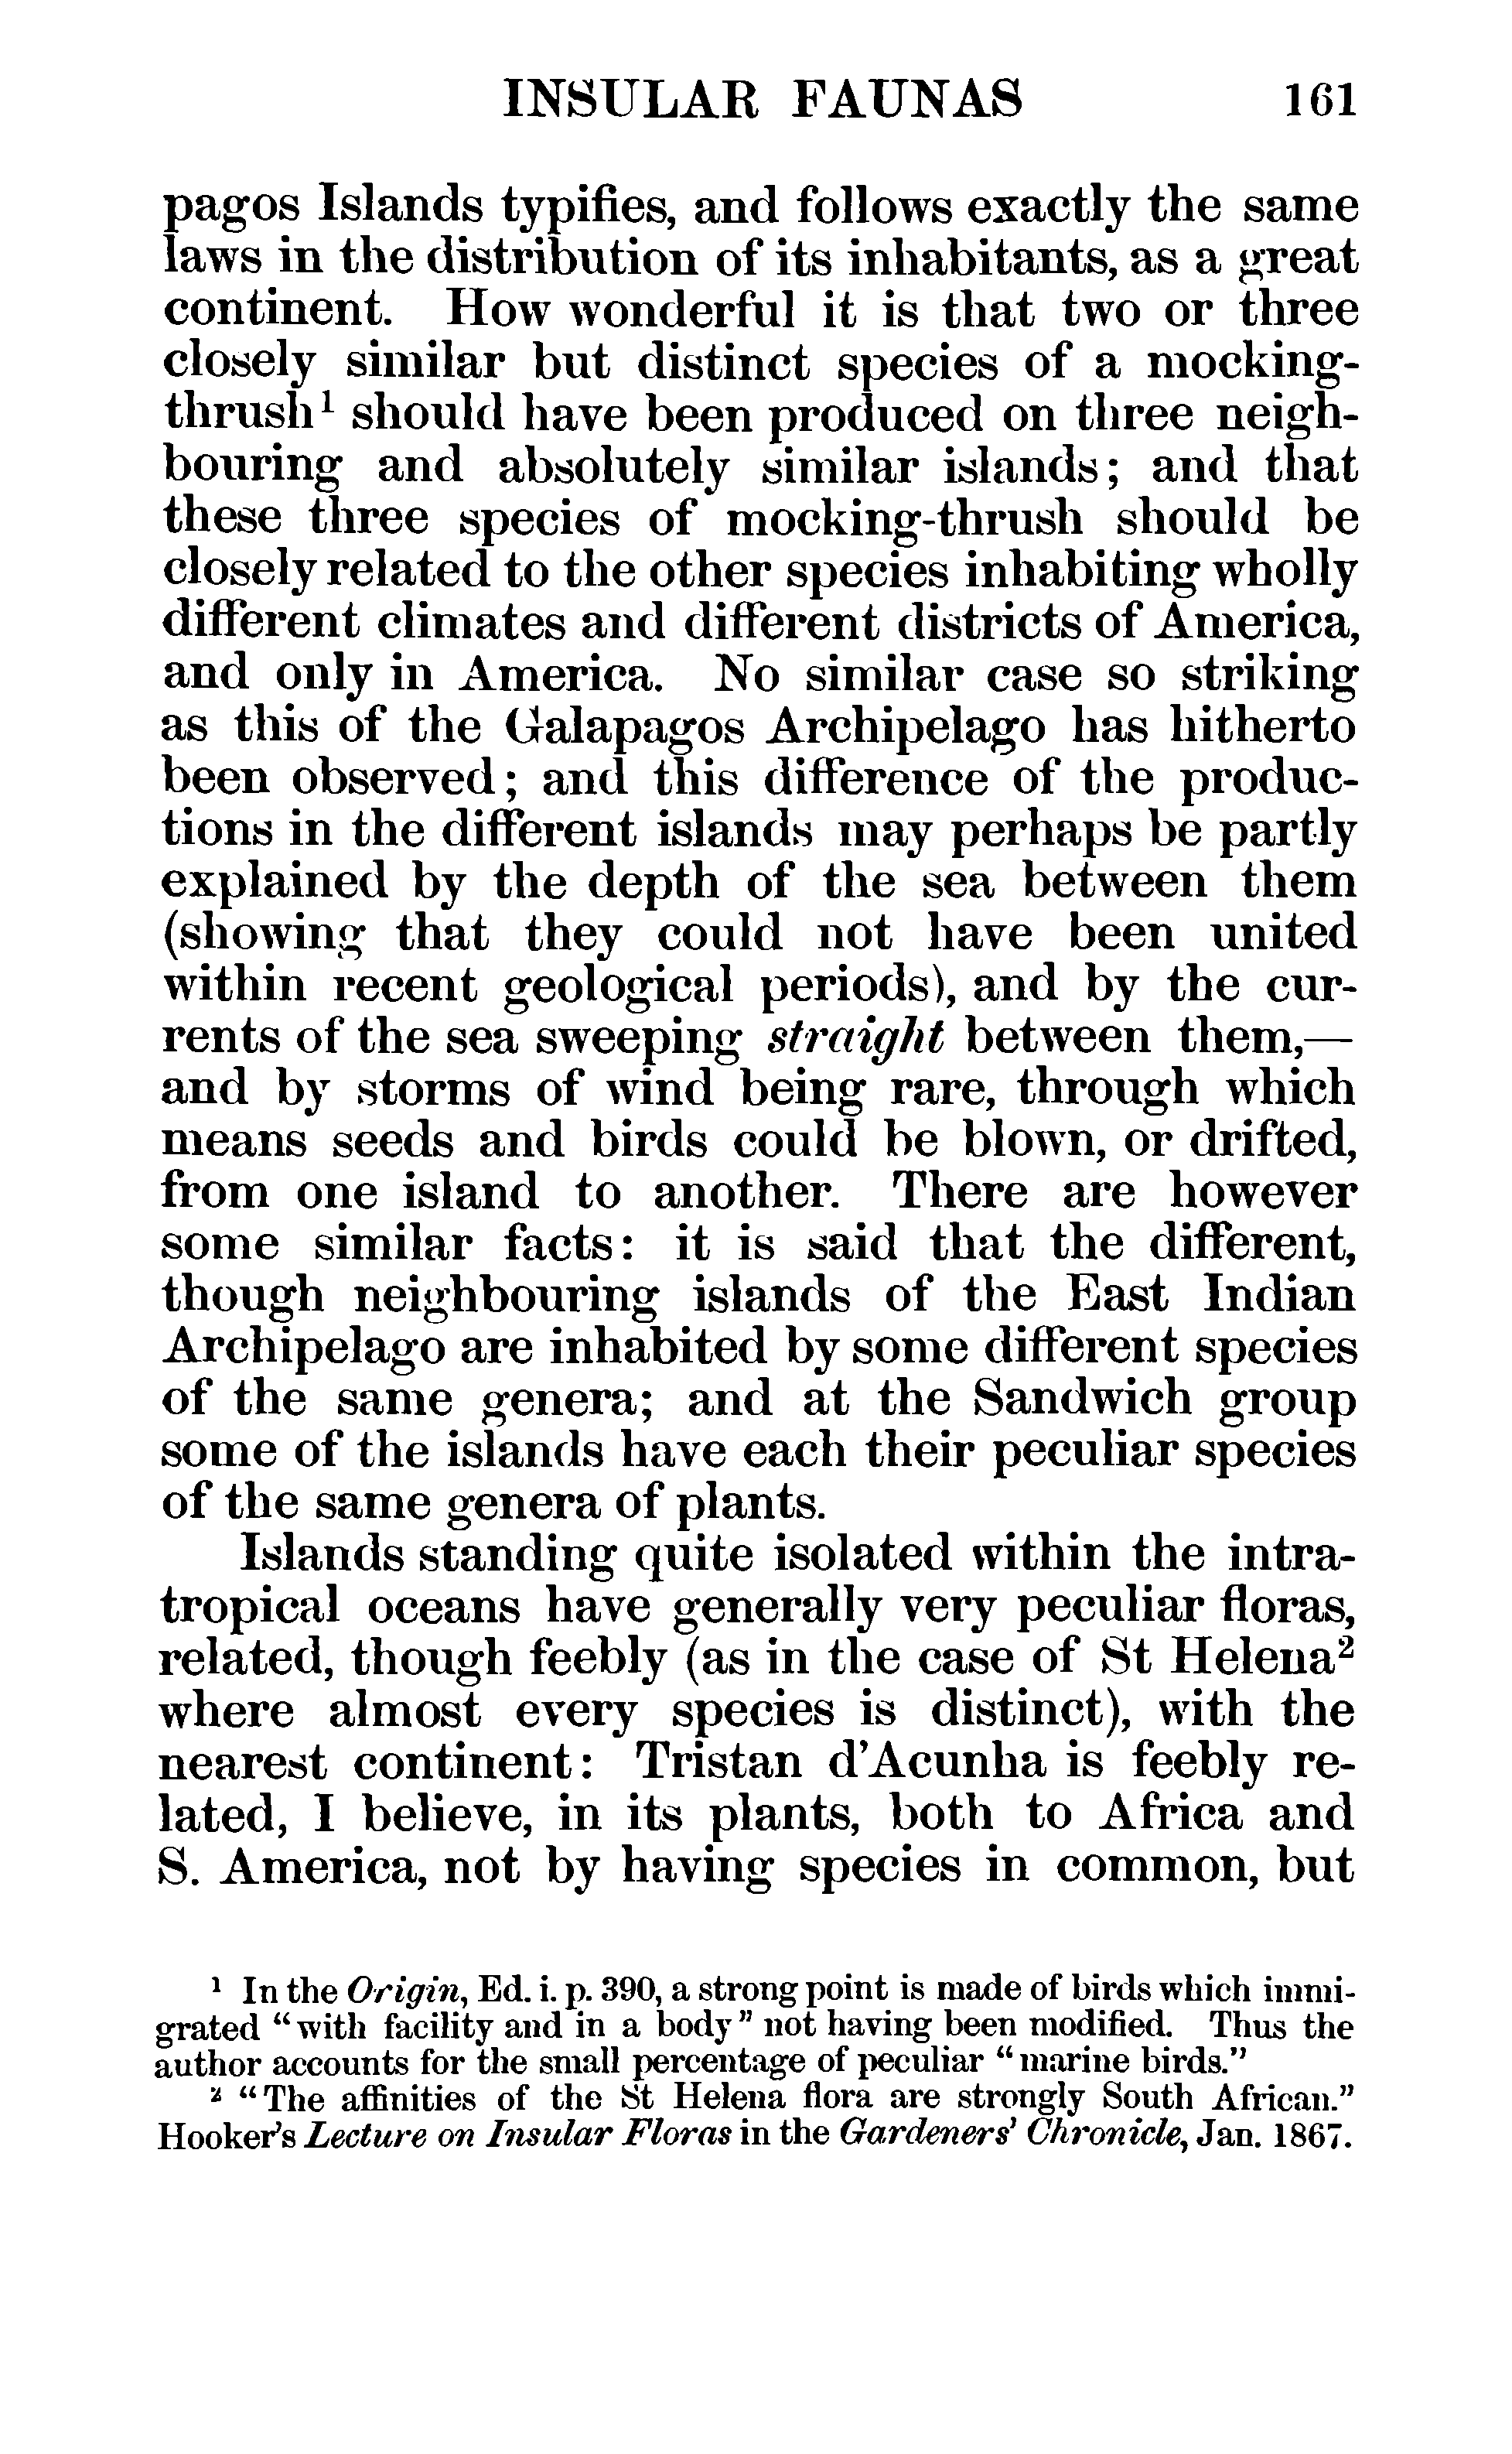 INSULAR FAUNAS 161
pagos Islands typifies, and follows exactly the same
laws in the distribution of its inhabitants, as a great
continent. How wonderful it is that two or three
closely similar but distinct species of a mocking-
thrush¹ should have been produced on three neigh-
bouring and absolutely similar islands; and that
these three species of mocking-thrush should be
closely related to the other species inhabiting wholly
different climates and different districts of America,
and only in America. No similar case so striking
as this of the Galapagos Archipelago has hitherto
been observed; and this difference of the produc-
tions in the different islands may perhaps be partly
explained by the depth of the sea between them
(showing that they could not have been united
within recent geological periods), and by the cur-
rents of the sea sweeping straight between them,—
and by storms of wind being rare, through which
means seeds and birds could be blown, or drifted,
from one island to another. There are however
some similar facts: it is said that the different,
though neighbouring islands of the East Indian
Archipelago are inhabited by some different species
of the same genera; and at the Sandwich group
some of the islands have each their peculiar species
of the same genera of plants.
Islands standing quite isolated within the intra-
tropical oceans have generally very peculiar floras,
related, though feebly (as in the case of St Helena²
where almost every species is distinct), with the
nearest continent: Tristan d'Acunha is feebly re-
lated, I believe, in its plants, both to Africa and
S. America, not by having species in common, but
¹ In the Origin, Ed. i. p. 390, a strong point is made of birds which immi-
grated "with facility and in a body" not having been modified. Thus the
author accounts for the small percentage of peculiar "marine birds."
² "The affinities of the St Helena flora are strongly South African."
Hooker's Lecture on Insular Floras in the Gardeners' Chronicle, Jan. 1867.